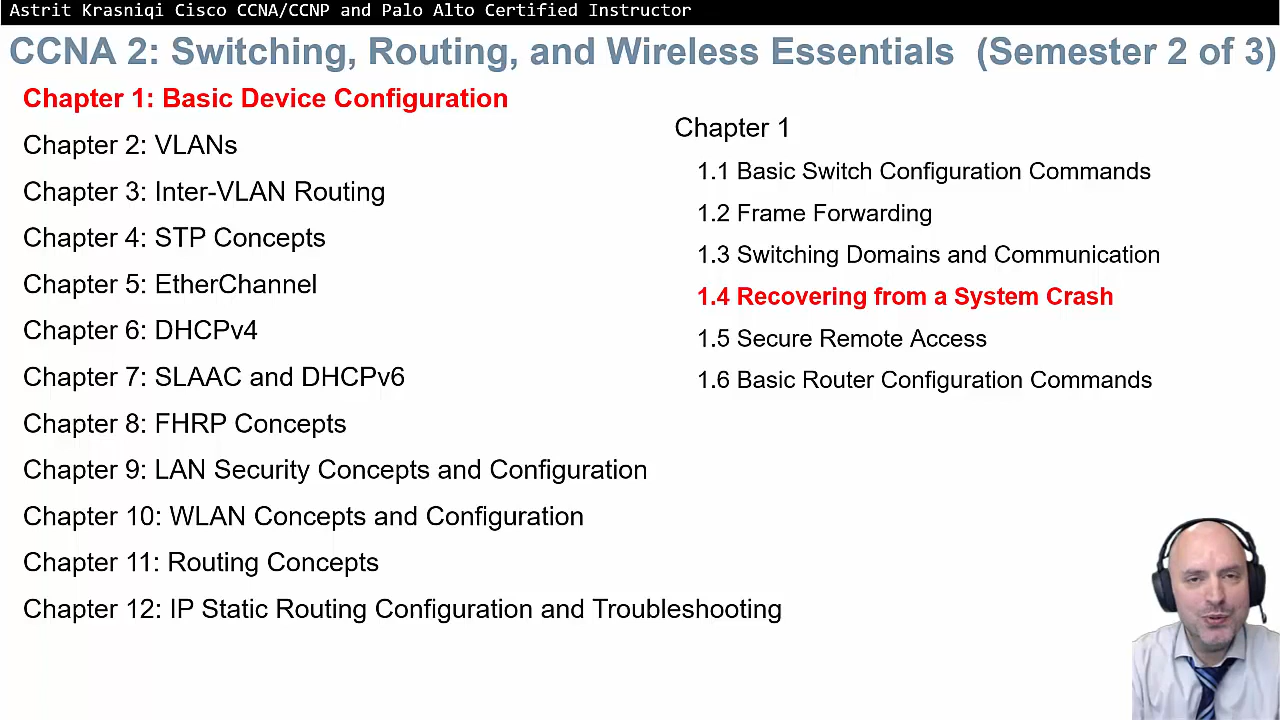 Astrit Krasniqi Cisco CCNA/CCNP and Palo Alto Certified Instructor
CCNA 2: Switching, Routing, and Wireless Essentials (Semester 2 of 3)
Chapter 1: Basic Device Configuration
Chapter 2: VLANs
Chapter 3: Inter-VLAN Routing
Chapter 4: STP Concepts
Chapter 5: EtherChannel
Chapter 6: DHCPv4
Chapter 7: SLAAC and DHCPv6
Chapter 8: FHRP Concepts
Chapter 9: LAN Security Concepts and Configuration
Chapter 10: WLAN Concepts and Configuration
Chapter 11: Routing Concepts
Chapter 12: IP Static Routing Configuration and Troubleshooting
Chapter 1
1.1 Basic Switch Configuration Commands
1.2 Frame Forwarding
1.3 Switching Domains and Communication
1.4 Recovering from a System Crash
1.5 Secure Remote Access
1.6 Basic Router Configuration Commands